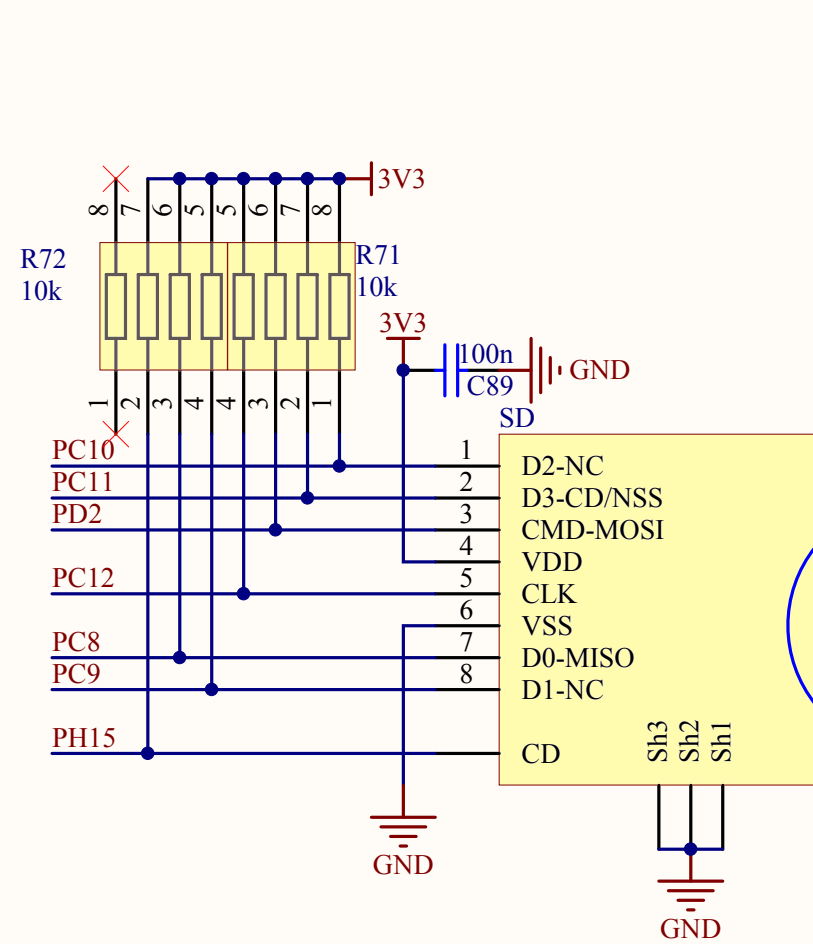 3V3
8 7 6 5 5 6 7 8
R72
10k
R71
10k
3V3
100n
C89
GND
1 2 3 4 4 3 2 1
SD
PC10 1 D2-NC
PC11 2 D3-CD/NSS
PD2 3 CMD-MOSI
4 VDD
PC12 5 CLK
6 VSS
PC8 7 D0-MISO
PC9 8 D1-NC
PH15 CD
Sh3 Sh2 Sh1
GND
GND